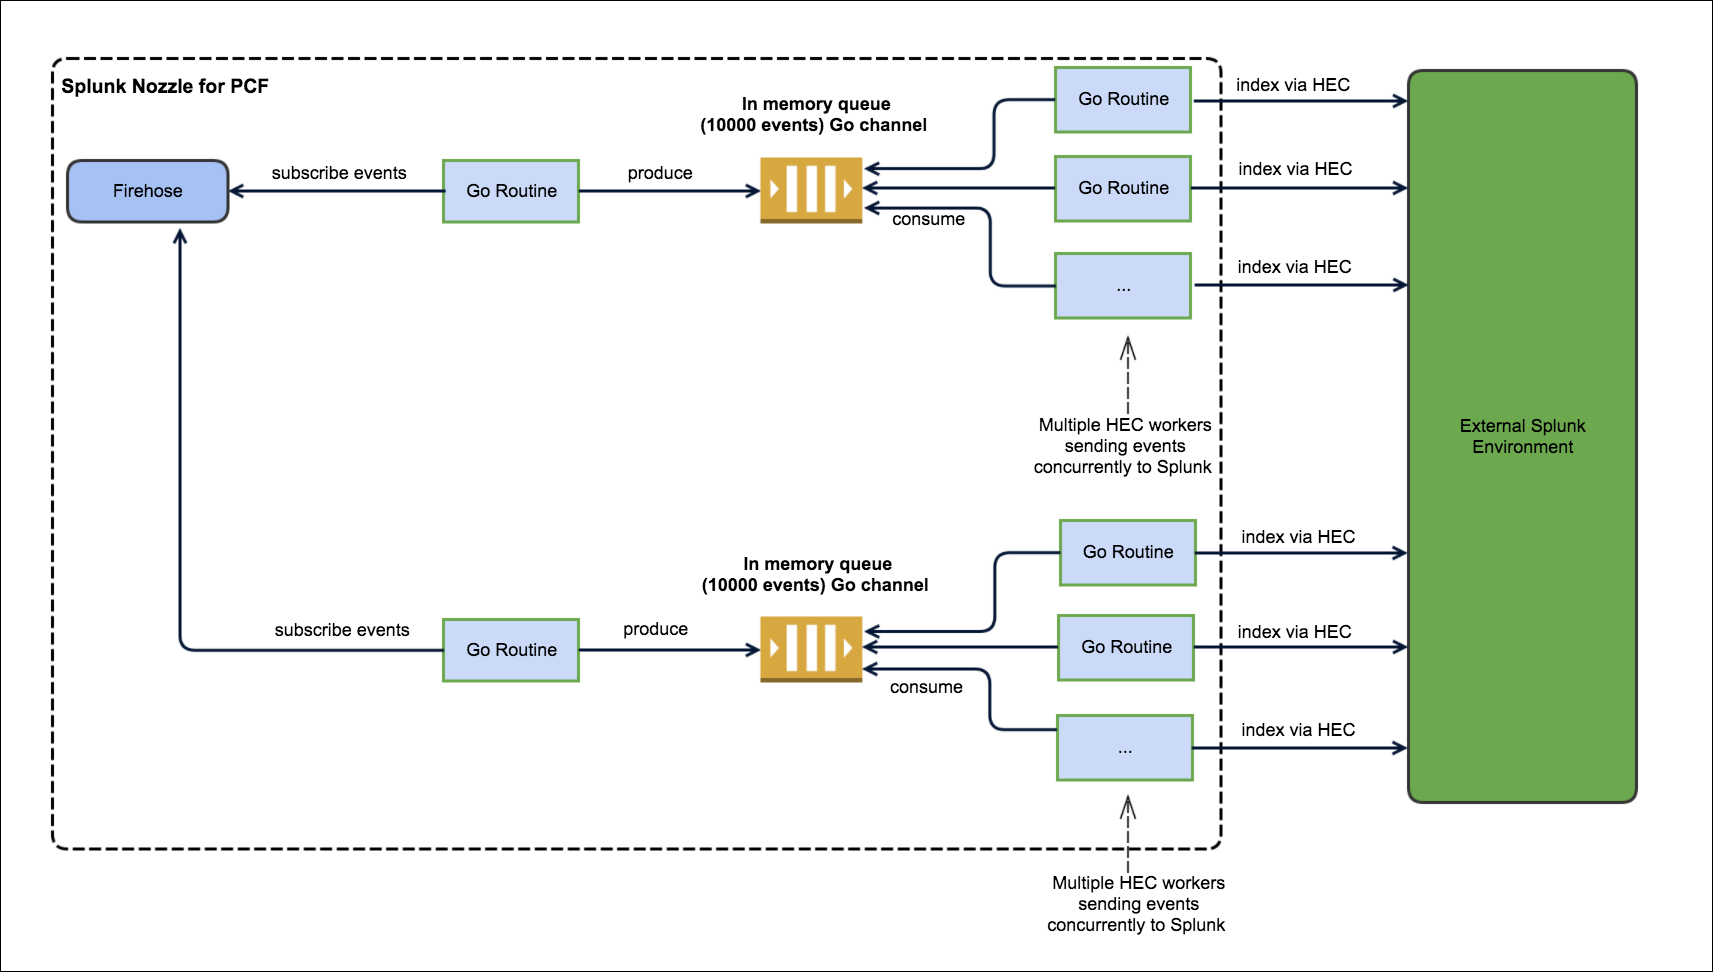 Splunk Nozzle for PCF
In memory queue
(10000 events) Go channel
Go Routine
index via HEC
Firehose
subscribe events
Go Routine
produce
Go Routine
index via HEC
consume
...
index via HEC
Multiple HEC workers
sending events
concurrently to Splunk
External Splunk
Environment
In memory queue
(10000 events) Go channel
Go Routine
index via HEC
subscribe events
Go Routine
produce
Go Routine
index via HEC
consume
...
index via HEC
Multiple HEC workers
sending events
concurrently to Splunk